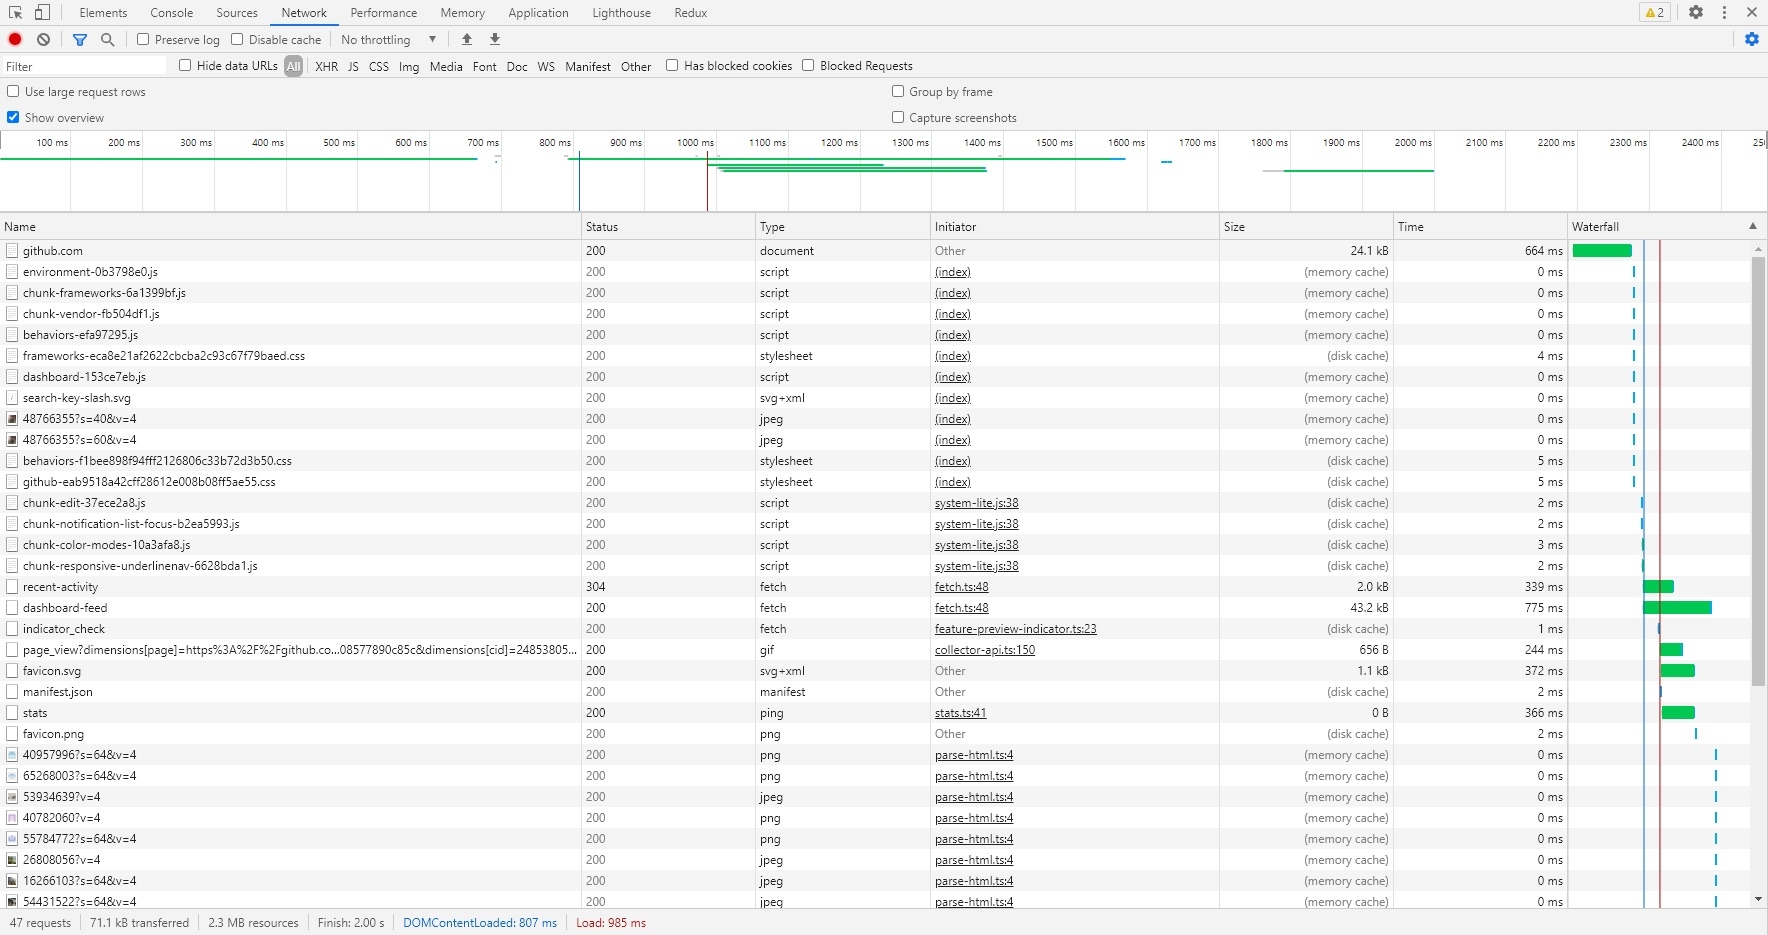 Elements Console Sources Network Performance Memory Application Lighthouse Redux 2
Preserve log Disable cache No throttling
Filter Hide data URLs All XHR JS CSS Img Media Font Doc WS Manifest Other Has blocked cookies Blocked Requests
Use large request rows Group by frame
Show overview Capture screenshots
100 ms 200 ms 300 ms 400 ms 500 ms 600 ms 700 ms 800 ms 900 ms 1000 ms 1100 ms 1200 ms 1300 ms 1400 ms 1500 ms 1600 ms 1700 ms 1800 ms 1900 ms 2000 ms 2100 ms 2200 ms 2300 ms 2400 ms
Name Status Type Initiator Size Time Waterfall
github.com 200 document Other 24.1 kB 664 ms
environment-0b3798e0.js 200 script (index) (memory cache) 0 ms
chunk-frameworks-6a1399bf.js 200 script (index) (memory cache) 0 ms
chunk-vendor-fb504df1.js 200 script (index) (memory cache) 0 ms
behaviors-efa97295.js 200 script (index) (memory cache) 0 ms
frameworks-eca8e21af2622cbcba2c93c67f79baed.css 200 stylesheet (index) (disk cache) 4 ms
dashboard-153ce7eb.js 200 script (index) (memory cache) 0 ms
search-key-slash.svg 200 svg+xml (index) (memory cache) 0 ms
48766355?s=40&v=4 200 jpeg (index) (memory cache) 0 ms
48766355?s=60&v=4 200 jpeg (index) (memory cache) 0 ms
behaviors-f1bee898f94fff2126806c33b72d3b50.css 200 stylesheet (index) (disk cache) 5 ms
github-eab9518a42cff28612e008b08ff5ae55.css 200 stylesheet (index) (disk cache) 5 ms
chunk-edit-37ece2a8.js 200 script system-lite.js:38 (disk cache) 2 ms
chunk-notification-list-focus-b2ea5993.js 200 script system-lite.js:38 (disk cache) 2 ms
chunk-color-modes-10a3afa8.js 200 script system-lite.js:38 (disk cache) 3 ms
chunk-responsive-underlinenav-6628bda1.js 200 script system-lite.js:38 (disk cache) 2 ms
recent-activity 304 fetch fetch.ts:48 2.0 kB 339 ms
dashboard-feed 200 fetch fetch.ts:48 43.2 kB 775 ms
indicator_check 200 fetch feature-preview-indicator.ts:23 (disk cache) 1 ms
page_view?dimensions[page]=https%3A%2F%2Fgithub.co...08577890c85c&dimensions[cid]=24853805... 200 gif collector-api.ts:150 656 B 244 ms
favicon.svg 200 svg+xml Other 1.1 kB 372 ms
manifest.json 200 manifest Other (disk cache) 2 ms
stats 200 ping stats.ts:41 0 B 366 ms
favicon.png 200 png Other (disk cache) 2 ms
40957996?s=64&v=4 200 png parse-html.ts:4 (memory cache) 0 ms
65268003?s=64&v=4 200 png parse-html.ts:4 (memory cache) 0 ms
53934639?v=4 200 jpeg parse-html.ts:4 (memory cache) 0 ms
40782060?v=4 200 png parse-html.ts:4 (memory cache) 0 ms
55784772?s=64&v=4 200 png parse-html.ts:4 (memory cache) 0 ms
26808056?v=4 200 jpeg parse-html.ts:4 (memory cache) 0 ms
16266103?s=64&v=4 200 jpeg parse-html.ts:4 (memory cache) 0 ms
54431522?s=64&v=4 200 jpeg parse-html.ts:4 (memory cache) 0 ms
47 requests 71.1 kB transferred 2.3 MB resources Finish: 2.00 s DOMContentLoaded: 807 ms Load: 985 ms